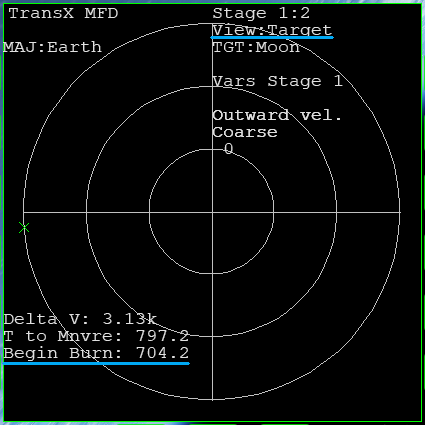 TransX MFD
Stage 1:2
View:Target
MAJ:Earth
TGT:Moon
Vars Stage 1
Outward vel.
Coarse
0
Delta V: 3.13k
T to Mnvre: 797.2
Begin Burn: 704.2